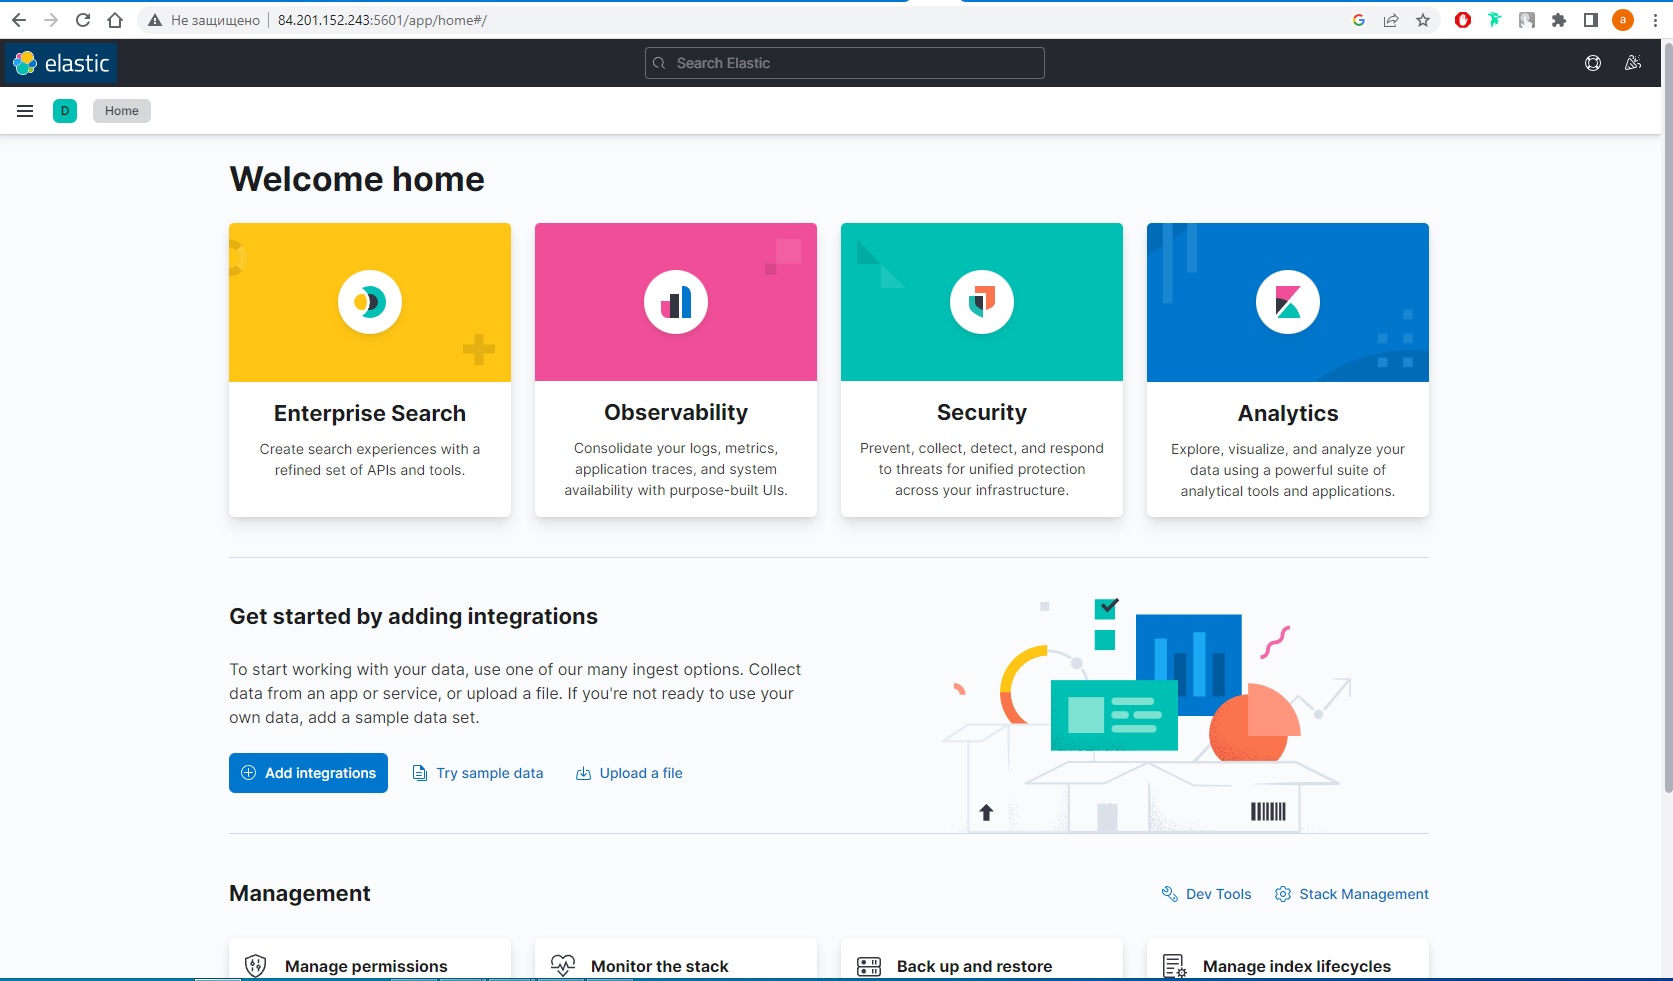 Не защищено 84.201.152.243:5601/app/home#/ a
elastic Search Elastic
D Home
Welcome home
Enterprise Search
Create search experiences with a
refined set of APIs and tools.
Observability
Consolidate your logs, metrics,
application traces, and system
availability with purpose-built UIs.
Security
Prevent, collect, detect, and respond
to threats for unified protection
across your infrastructure.
Analytics
Explore, visualize, and analyze your
data using a powerful suite of
analytical tools and applications.
Get started by adding integrations
To start working with your data, use one of our many ingest options. Collect
data from an app or service, or upload a file. If you're not ready to use your
own data, add a sample data set.
Add integrations Try sample data Upload a file
Management Dev Tools Stack Management
Manage permissions Monitor the stack Back up and restore Manage index lifecycles